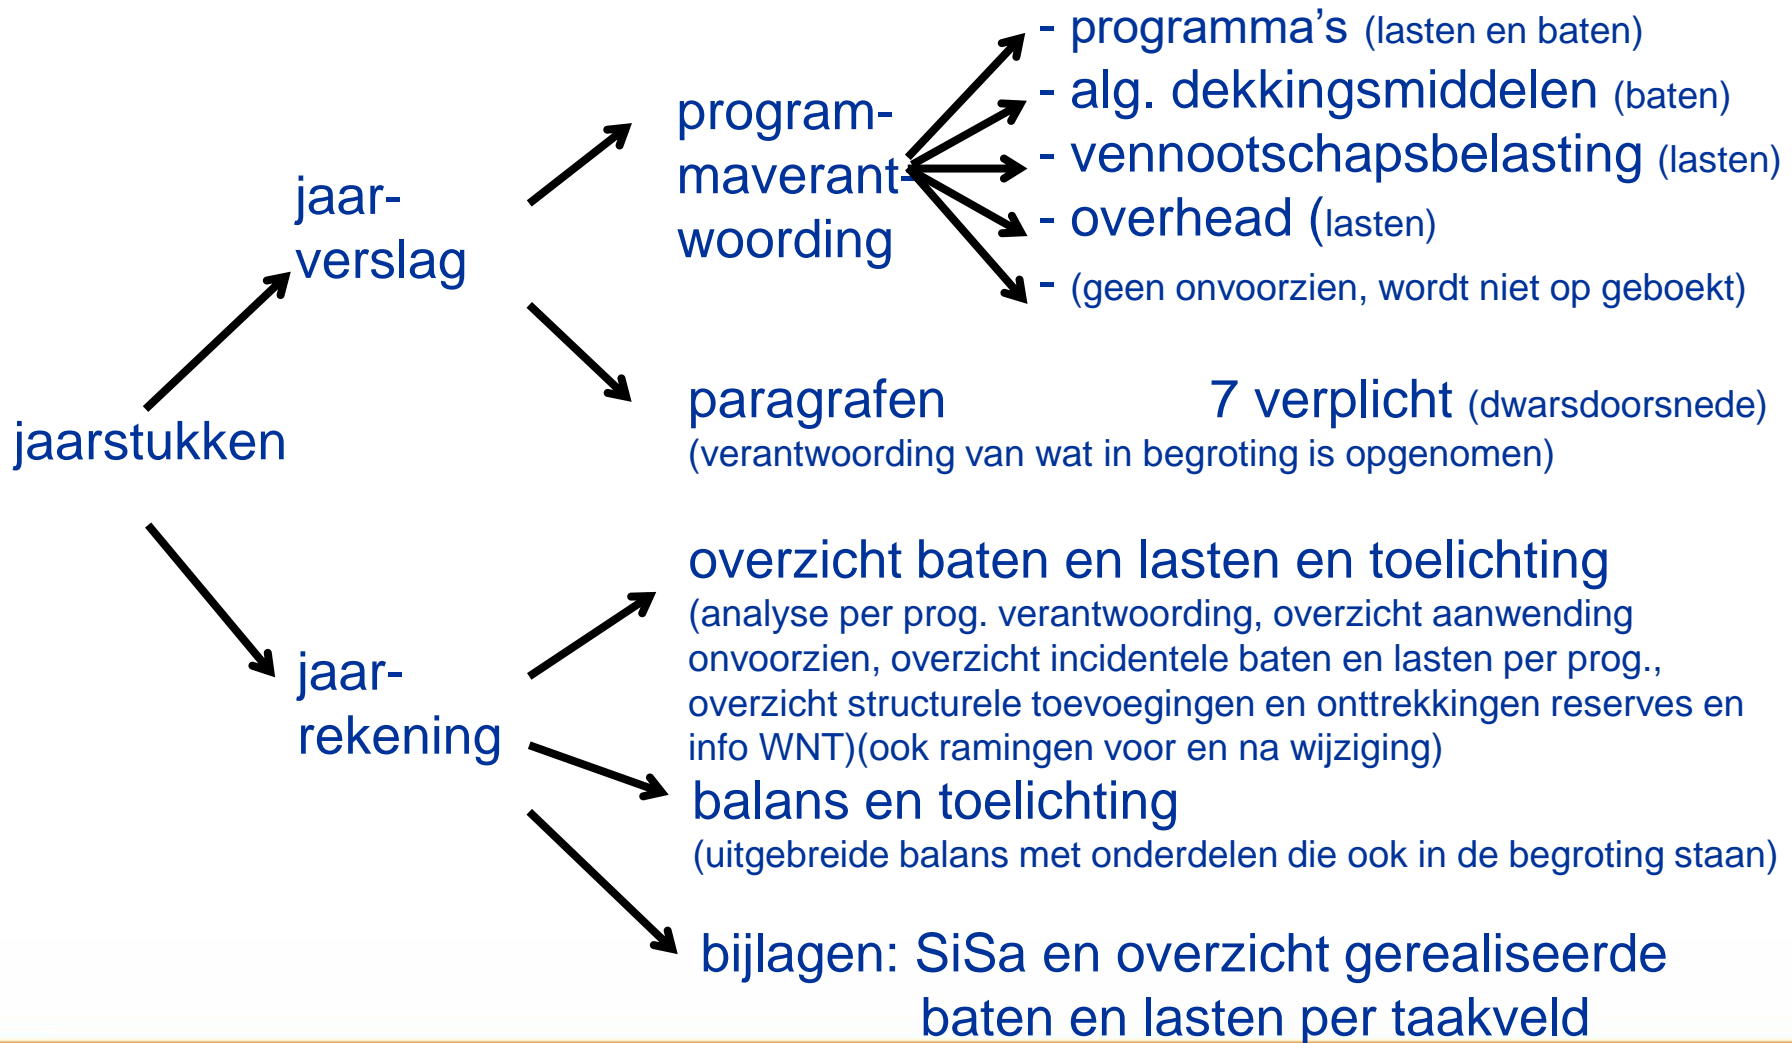 - programma's (lasten en baten)
- alg. dekkingsmiddelen (baten)
- vennootschapsbelasting (lasten)
- overhead (lasten)
- (geen onvoorzien, wordt niet op geboekt)
program-
maverant-
woording
jaar-
verslag
paragrafen 7 verplicht (dwarsdoorsnede)
(verantwoording van wat in begroting is opgenomen)
jaarstukken
overzicht baten en lasten en toelichting
(analyse per prog. verantwoording, overzicht aanwending
onvoorzien, overzicht incidentele baten en lasten per prog.,
overzicht structurele toevoegingen en onttrekkingen reserves en
info WNT)(ook ramingen voor en na wijziging)
jaar-
rekening
balans en toelichting
(uitgebreide balans met onderdelen die ook in de begroting staan)
bijlagen: SiSa en overzicht gerealiseerde
baten en lasten per taakveld